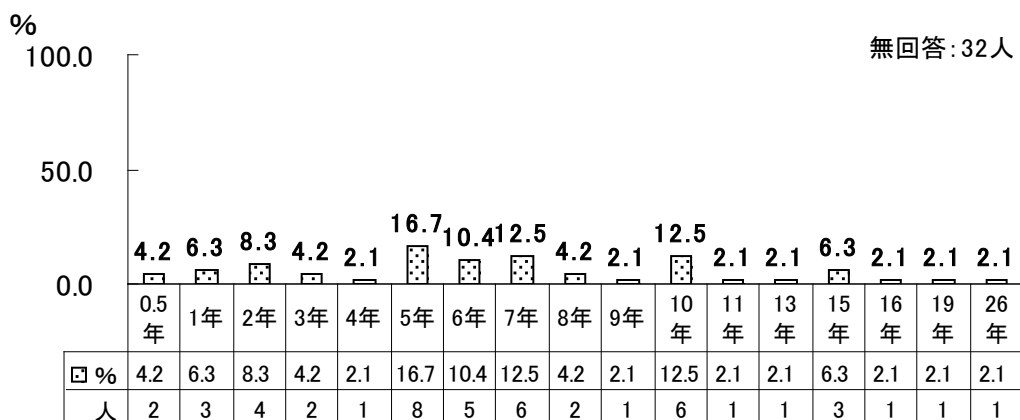 %
100.0
無回答：32人
50.0
0.0
4.2 6.3 8.3 4.2 2.1 16.7 10.4 12.5 4.2 2.1 12.5 2.1 2.1 6.3 2.1 2.1 2.1
0.5年 1年 2年 3年 4年 5年 6年 7年 8年 9年 10年 11年 13年 15年 16年 19年 26年
% 4.2 6.3 8.3 4.2 2.1 16.7 10.4 12.5 4.2 2.1 12.5 2.1 2.1 6.3 2.1 2.1 2.1
人 2 3 4 2 1 8 5 6 2 1 6 1 1 3 1 1 1